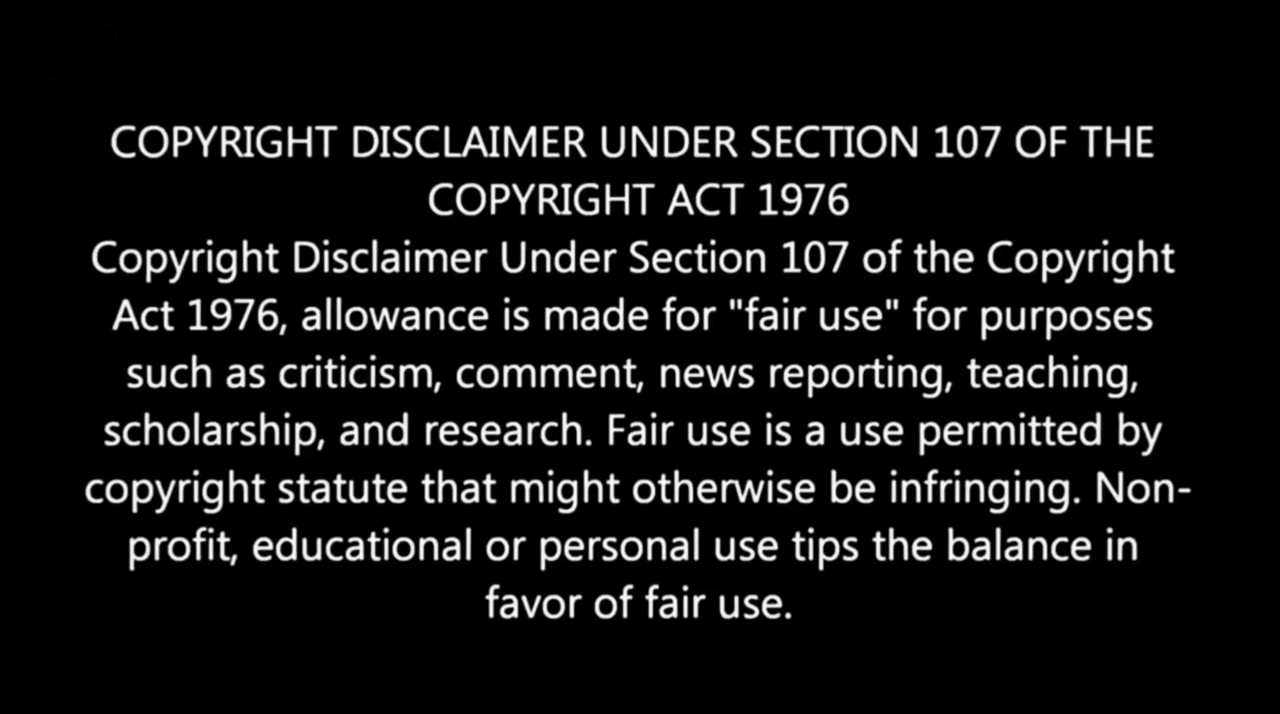 COPYRIGHT DISCLAIMER UNDER SECTION 107 OF THE
COPYRIGHT ACT 1976
Copyright Disclaimer Under Section 107 of the Copyright
Act 1976, allowance is made for "fair use" for purposes
such as criticism, comment, news reporting, teaching,
scholarship, and research. Fair use is a use permitted by
copyright statute that might otherwise be infringing. Non-
profit, educational or personal use tips the balance in
favor of fair use.